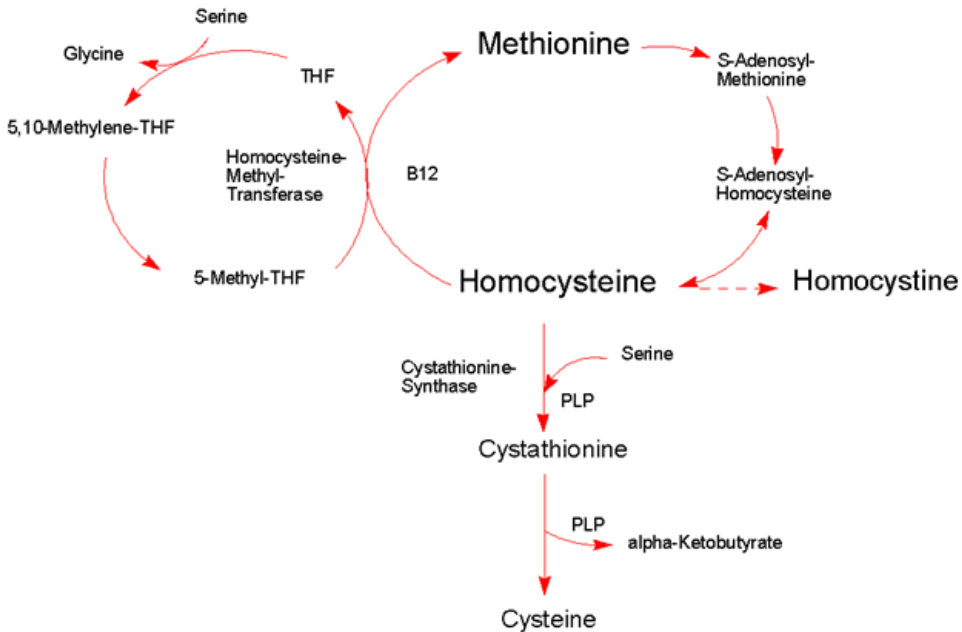 Serine
Glycine
THF
5,10-Methylene-THF
Homocysteine-
Methyl-
Transferase
B12
5-Methyl-THF
Methionine
S-Adenosyl-
Methionine
S-Adenosyl-
Homocysteine
Homocysteine
Homocystine
Cystathionine-
Synthase
Serine
PLP
Cystathionine
PLP
alpha-Ketobutyrate
Cysteine